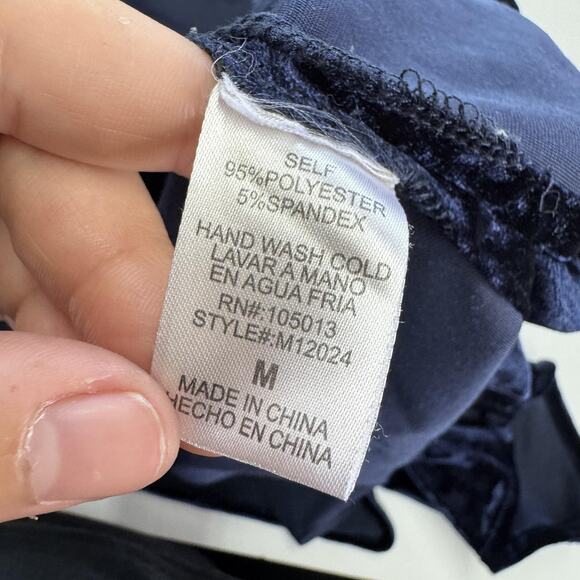 SELF
95%POLYESTER
5%SPANDEX
HAND WASH COLD
LAVAR A MANO
EN AGUA FRIA
RN#:105013
STYLE#:M12024
M
MADE IN CHINA
HECHO EN CHINA